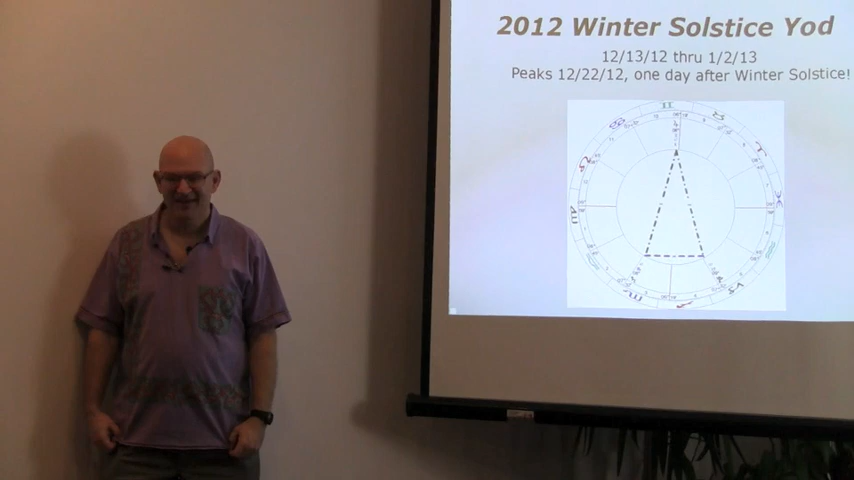 2012 Winter Solstice Yod
12/13/12 thru 1/2/13
Peaks 12/22/12, one day after Winter Solstice!